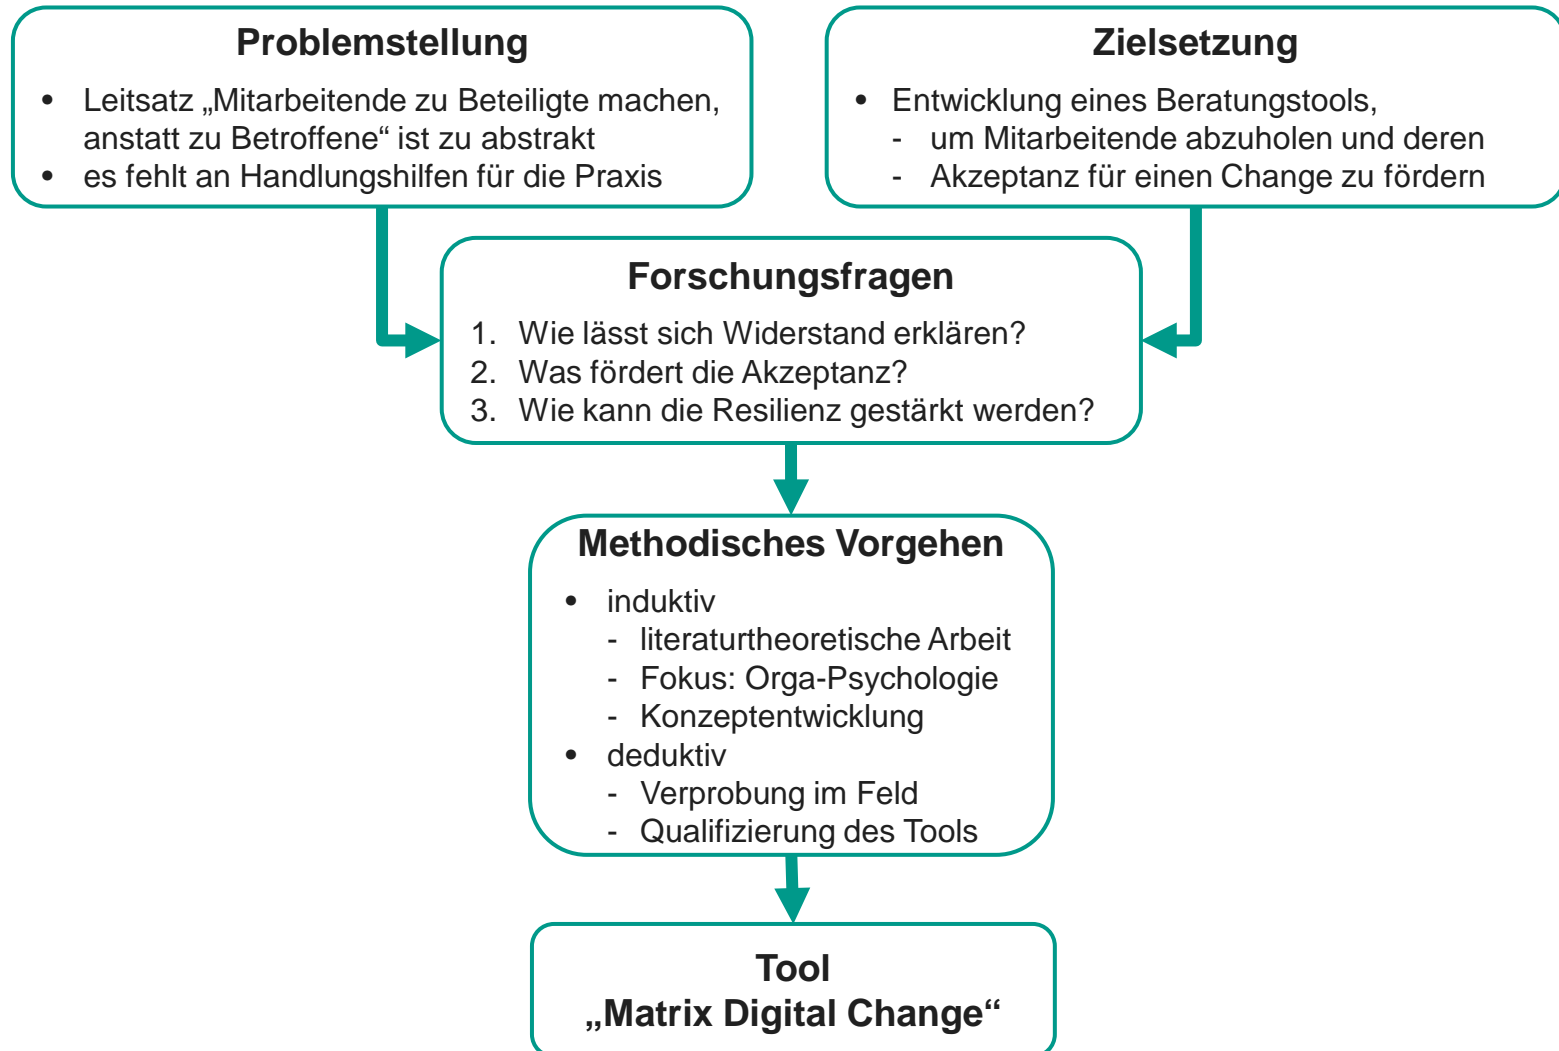 Problemstellung
• Leitsatz „Mitarbeitende zu Beteiligte machen,
anstatt zu Betroffene“ ist zu abstrakt
• es fehlt an Handlungshilfen für die Praxis
Zielsetzung
• Entwicklung eines Beratungstools,
- um Mitarbeitende abzuholen und deren
- Akzeptanz für einen Change zu fördern
Forschungsfragen
1. Wie lässt sich Widerstand erklären?
2. Was fördert die Akzeptanz?
3. Wie kann die Resilienz gestärkt werden?
Methodisches Vorgehen
• induktiv
- literaturtheoretische Arbeit
- Fokus: Orga-Psychologie
- Konzeptentwicklung
• deduktiv
- Verprobung im Feld
- Qualifizierung des Tools
Tool
„Matrix Digital Change“